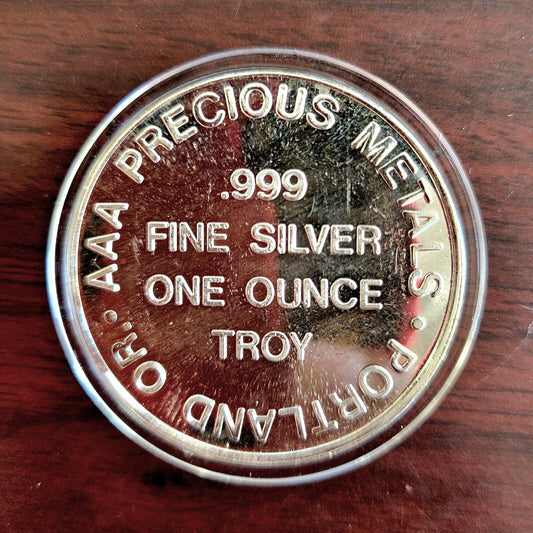 AAA PRECIOUS METALS • PORTLAND OR. •
.999
FINE SILVER
ONE OUNCE
TROY